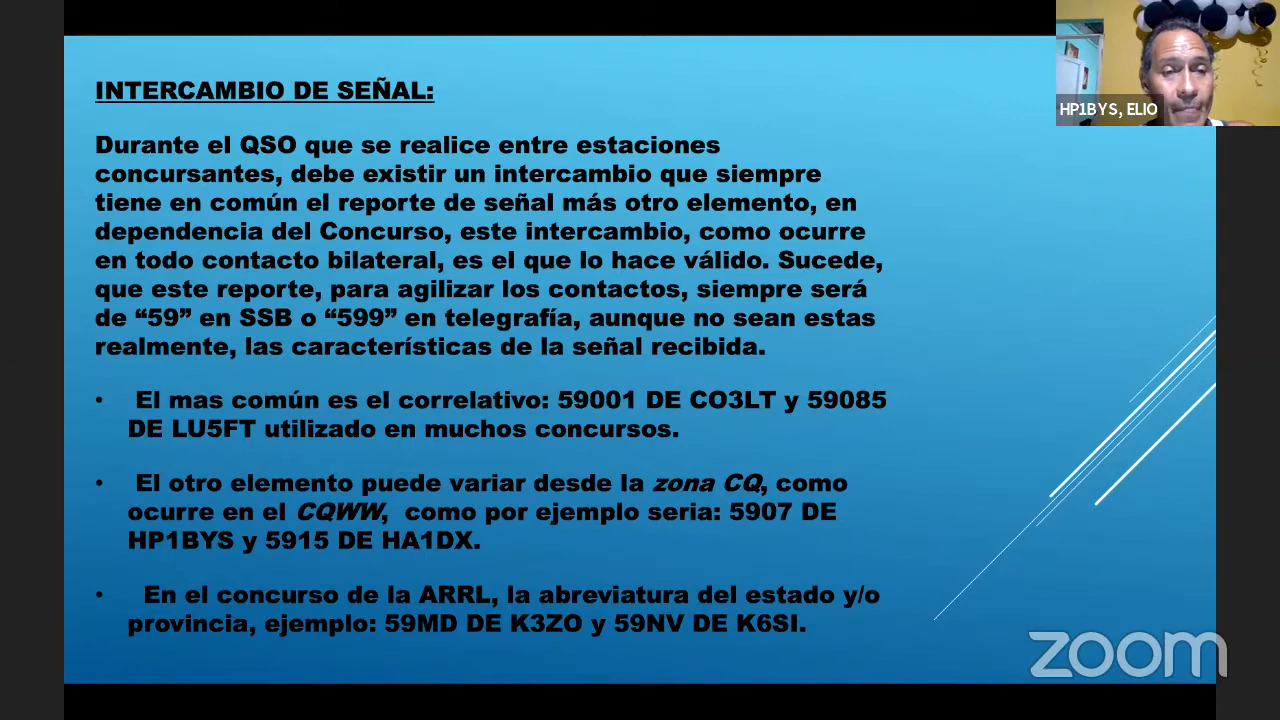 HP1BYS, ELIO
INTERCAMBIO DE SEÑAL:
Durante el QSO que se realice entre estaciones
concursantes, debe existir un intercambio que siempre
tiene en común el reporte de señal más otro elemento, en
dependencia del Concurso, este intercambio, como ocurre
en todo contacto bilateral, es el que lo hace válido. Sucede,
que este reporte, para agilizar los contactos, siempre será
de “59” en SSB o “599” en telegrafía, aunque no sean estas
realmente, las características de la señal recibida.
• El mas común es el correlativo: 59001 DE CO3LT y 59085
DE LU5FT utilizado en muchos concursos.
• El otro elemento puede variar desde la zona CQ, como
ocurre en el CQWW, como por ejemplo seria: 5907 DE
HP1BYS y 5915 DE HA1DX.
• En el concurso de la ARRL, la abreviatura del estado y/o
provincia, ejemplo: 59MD DE K3ZO y 59NV DE K6SI.
zoom